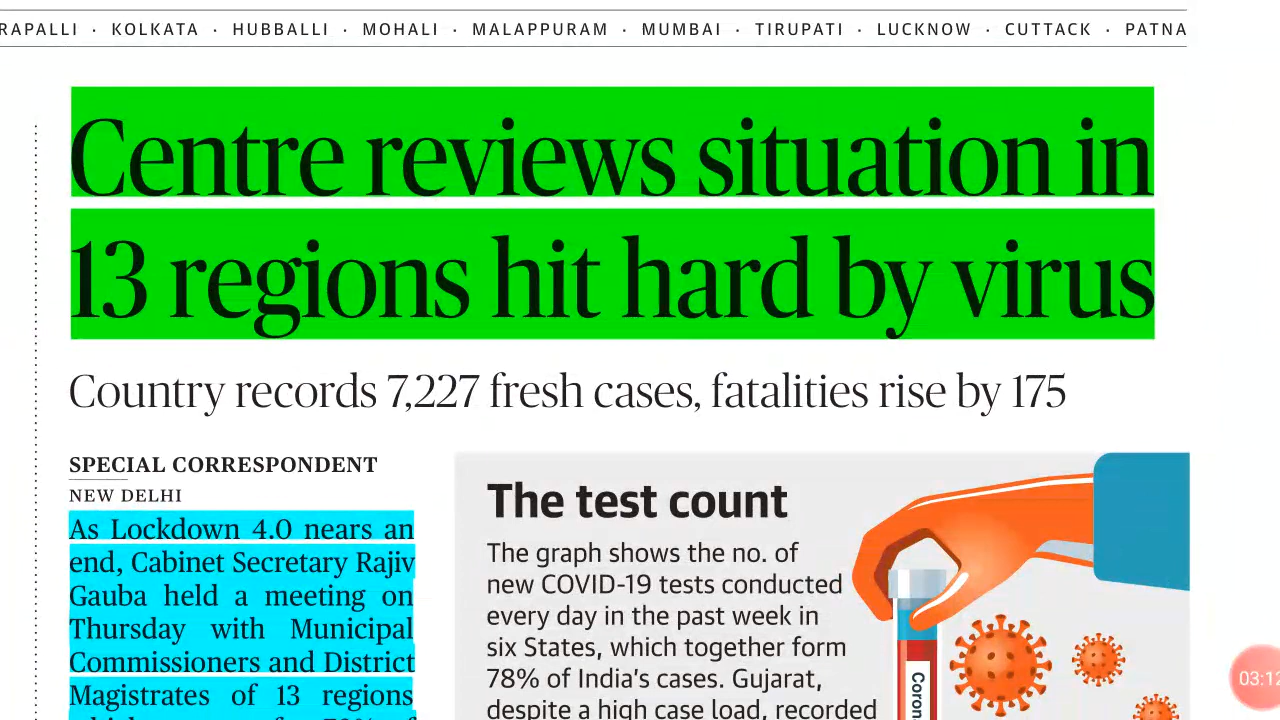 KOLKATA · HUBBALLI · MOHALI · MALAPPURAM · MUMBAI · TIRUPATI · LUCKNOW · CUTTACK · PATNA
Centre reviews situation in
13 regions hit hard by virus
Country records 7,227 fresh cases, fatalities rise by 175
SPECIAL CORRESPONDENT
NEW DELHI
As Lockdown 4.0 nears an
end, Cabinet Secretary Rajiv
Gauba held a meeting on
Thursday with Municipal
Commissioners and District
Magistrates of 13 regions
The test count
The graph shows the no. of
new COVID-19 tests conducted
every day in the past week in
six States, which together form
78% of India's cases. Gujarat,
despite a high case load, recorded
Coron
03:12